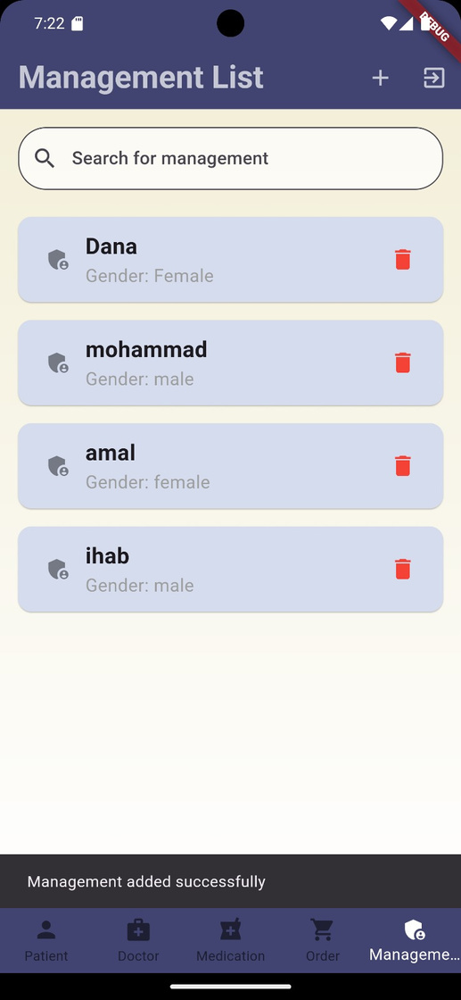 7:22
DEBUG
Management List
Search for management
Dana
Gender: Female
mohammad
Gender: male
amal
Gender: female
ihab
Gender: male
Management added successfully
Patient
Doctor
Medication
Order
Manageme...